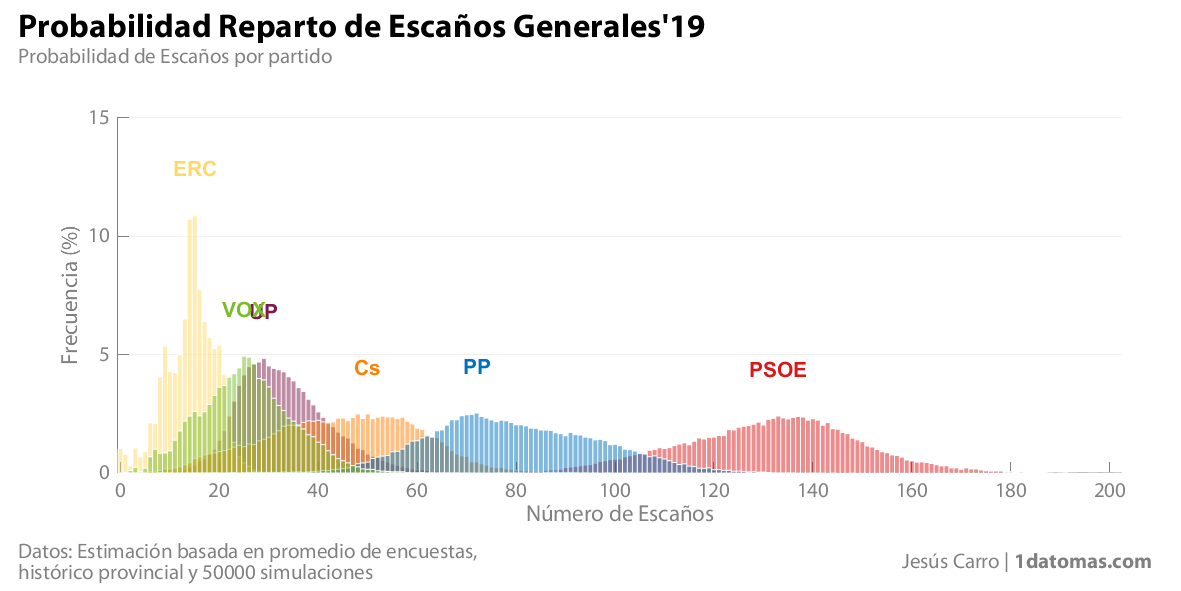 Probabilidad Reparto de Escaños Generales'19
Probabilidad de Escaños por partido
15
ERC
10
VOX
UP
Cs
PP
PSOE
5
0
Frecuencia (%)
0 20 40 60 80 100 120 140 160 180 200
Número de Escaños
Datos: Estimación basada en promedio de encuestas,
histórico provincial y 50000 simulaciones
Jesús Carro | 1datomas.com